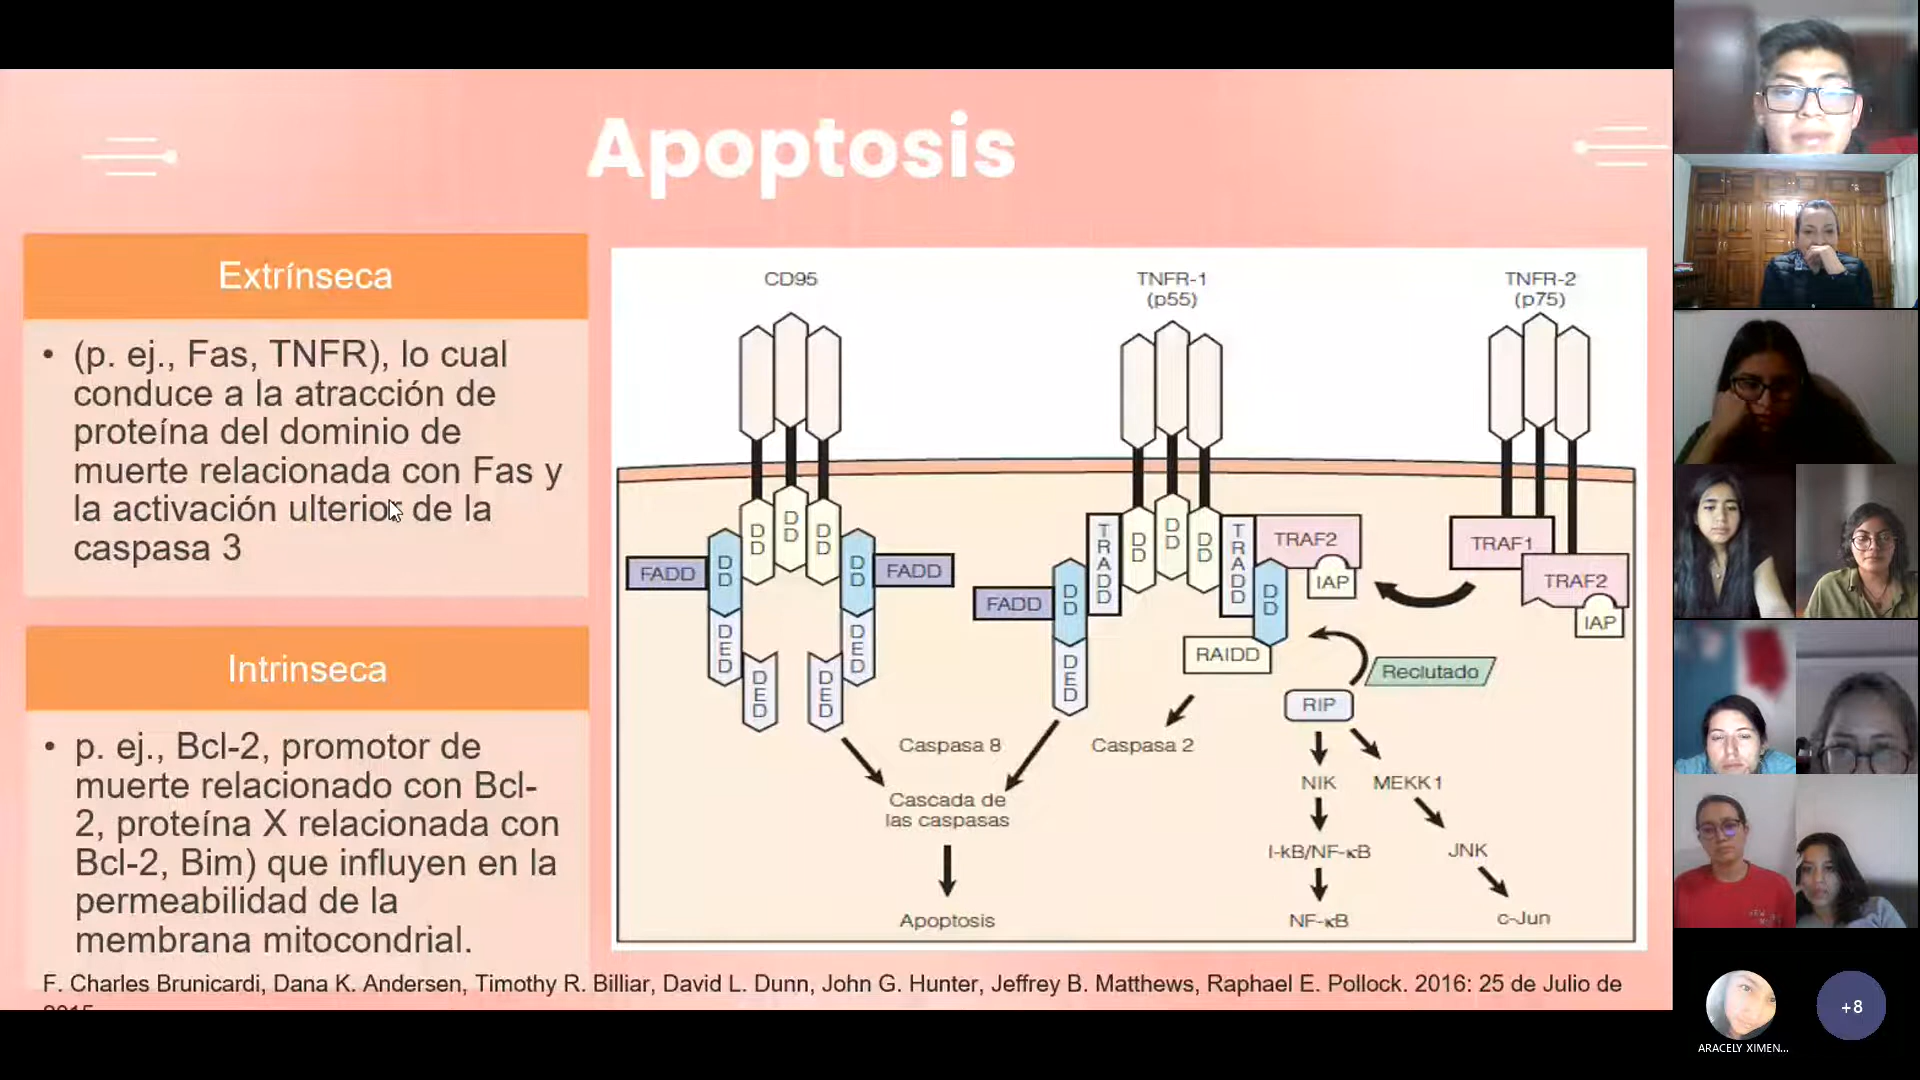 Apoptosis
Extrínseca
• (p. ej., Fas, TNFR), lo cual
conduce a la atracción de
proteína del dominio de
muerte relacionada con Fas y
la activación ulterior de la
caspasa 3
Intrinseca
• p. ej., Bcl-2, promotor de
muerte relacionado con Bcl-
2, proteína X relacionada con
Bcl-2, Bim) que influyen en la
permeabilidad de la
membrana mitocondrial.
CD95
TNFR-1
(p55)
TNFR-2
(p75)
DD
DD
DD
FADD
DD
DD
FADD
DED
DED
DED
DED
TRADD
DD
DD
DD
TRADD
TRAF2
IAP
FADD
DD
DED
DD
RAIDD
TRAF1
TRAF2
IAP
Reclutado
RIP
Caspasa 8
Caspasa 2
Cascada de
las caspasas
Apoptosis
NIK
MEKK1
I-kB/NF-κB
JNK
NF-κB
c-Jun
F. Charles Brunicardi, Dana K. Andersen, Timothy R. Billiar, David L. Dunn, John G. Hunter, Jeffrey B. Matthews, Raphael E. Pollock. 2016: 25 de Julio de
ARACELY XIMEN...
+8